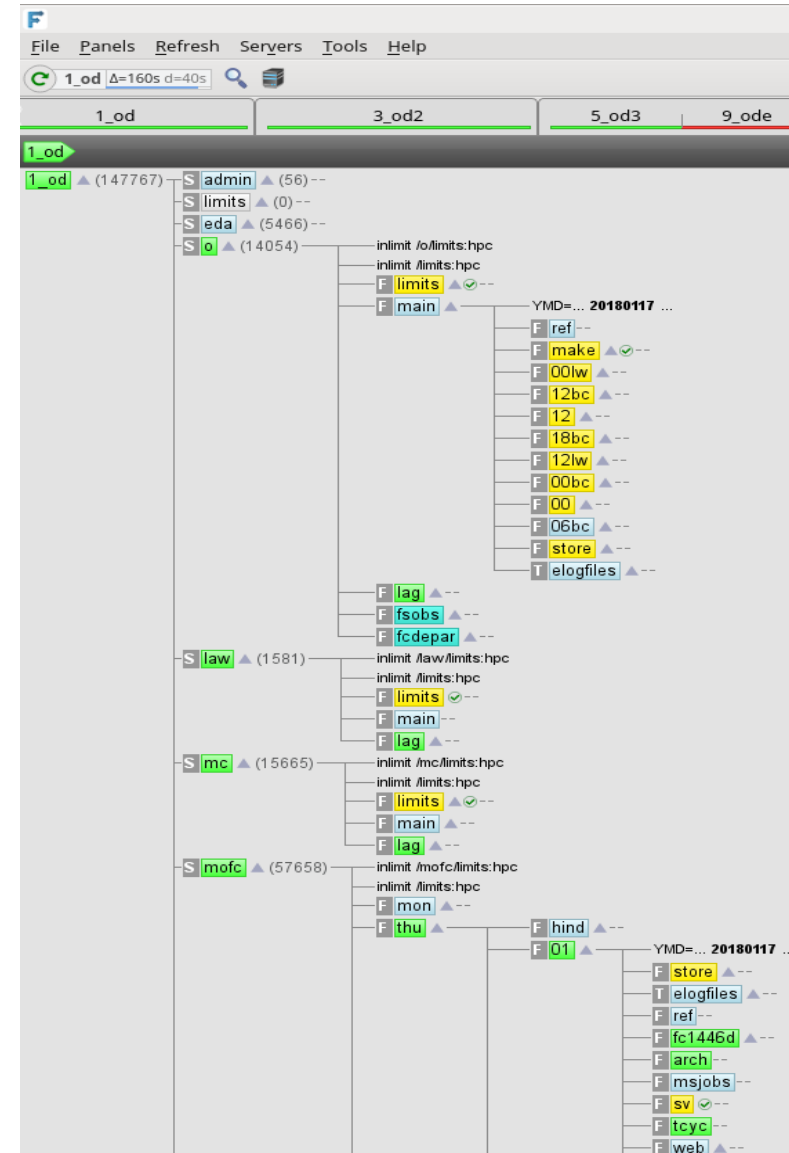 F
File Panels Refresh Servers Tools Help
1_od Δ=160s d=40s
1_od 3_od2 5_od3 9_ode
1_od
1_od (147767) S admin (56)--
S limits (0)--
S eda (5466)--
S o (14054) inlimit /o/limits:hpc
inlimit /limits:hpc
F limits --
F main YMD=... 20180117 ...
F ref--
F make --
F 00lw --
F 12bc --
F 12 --
F 18bc --
F 12lw --
F 00bc --
F 00 --
F 06bc --
F store --
T elogfiles --
F lag --
F fsobs --
F fcdepar --
S law (1581) inlimit /law/limits:hpc
inlimit /limits:hpc
F limits --
F main--
F lag --
S mc (15665) inlimit /mc/limits:hpc
inlimit /limits:hpc
F limits --
F main --
F lag --
S mofc (57658) inlimit /mofc/limits:hpc
inlimit /limits:hpc
F mon --
F thu F hind --
F 01 YMD=... 20180117 ..
F store --
T elogfiles --
F ref--
F fc1446d --
F arch--
F msjobs--
F sv --
F tcyc--
F web --